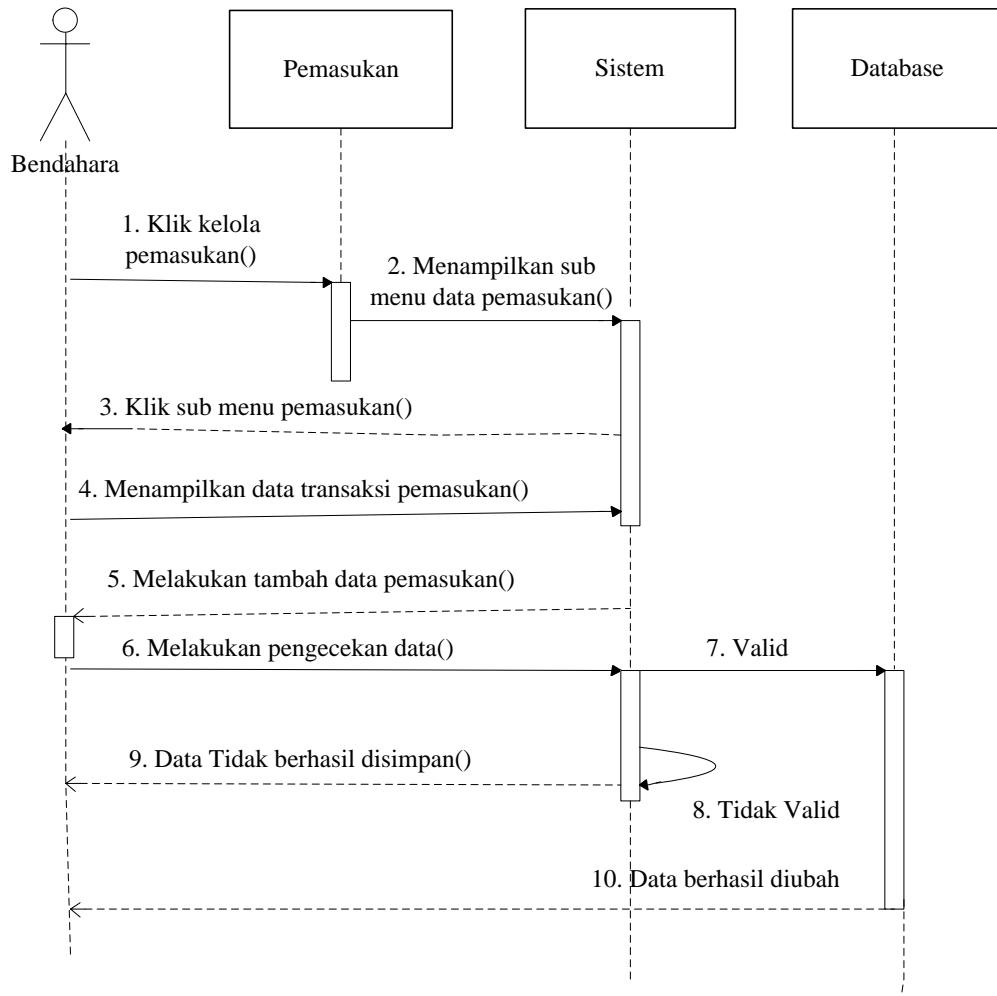 Pemasukan
Sistem
Database
Bendahara
1. Klik kelola
pemasukan()
2. Menampilkan sub
menu data pemasukan()
3. Klik sub menu pemasukan()
4. Menampilkan data transaksi pemasukan()
5. Melakukan tambah data pemasukan()
6. Melakukan pengecekan data()
7. Valid
9. Data Tidak berhasil disimpan()
8. Tidak Valid
10. Data berhasil diubah